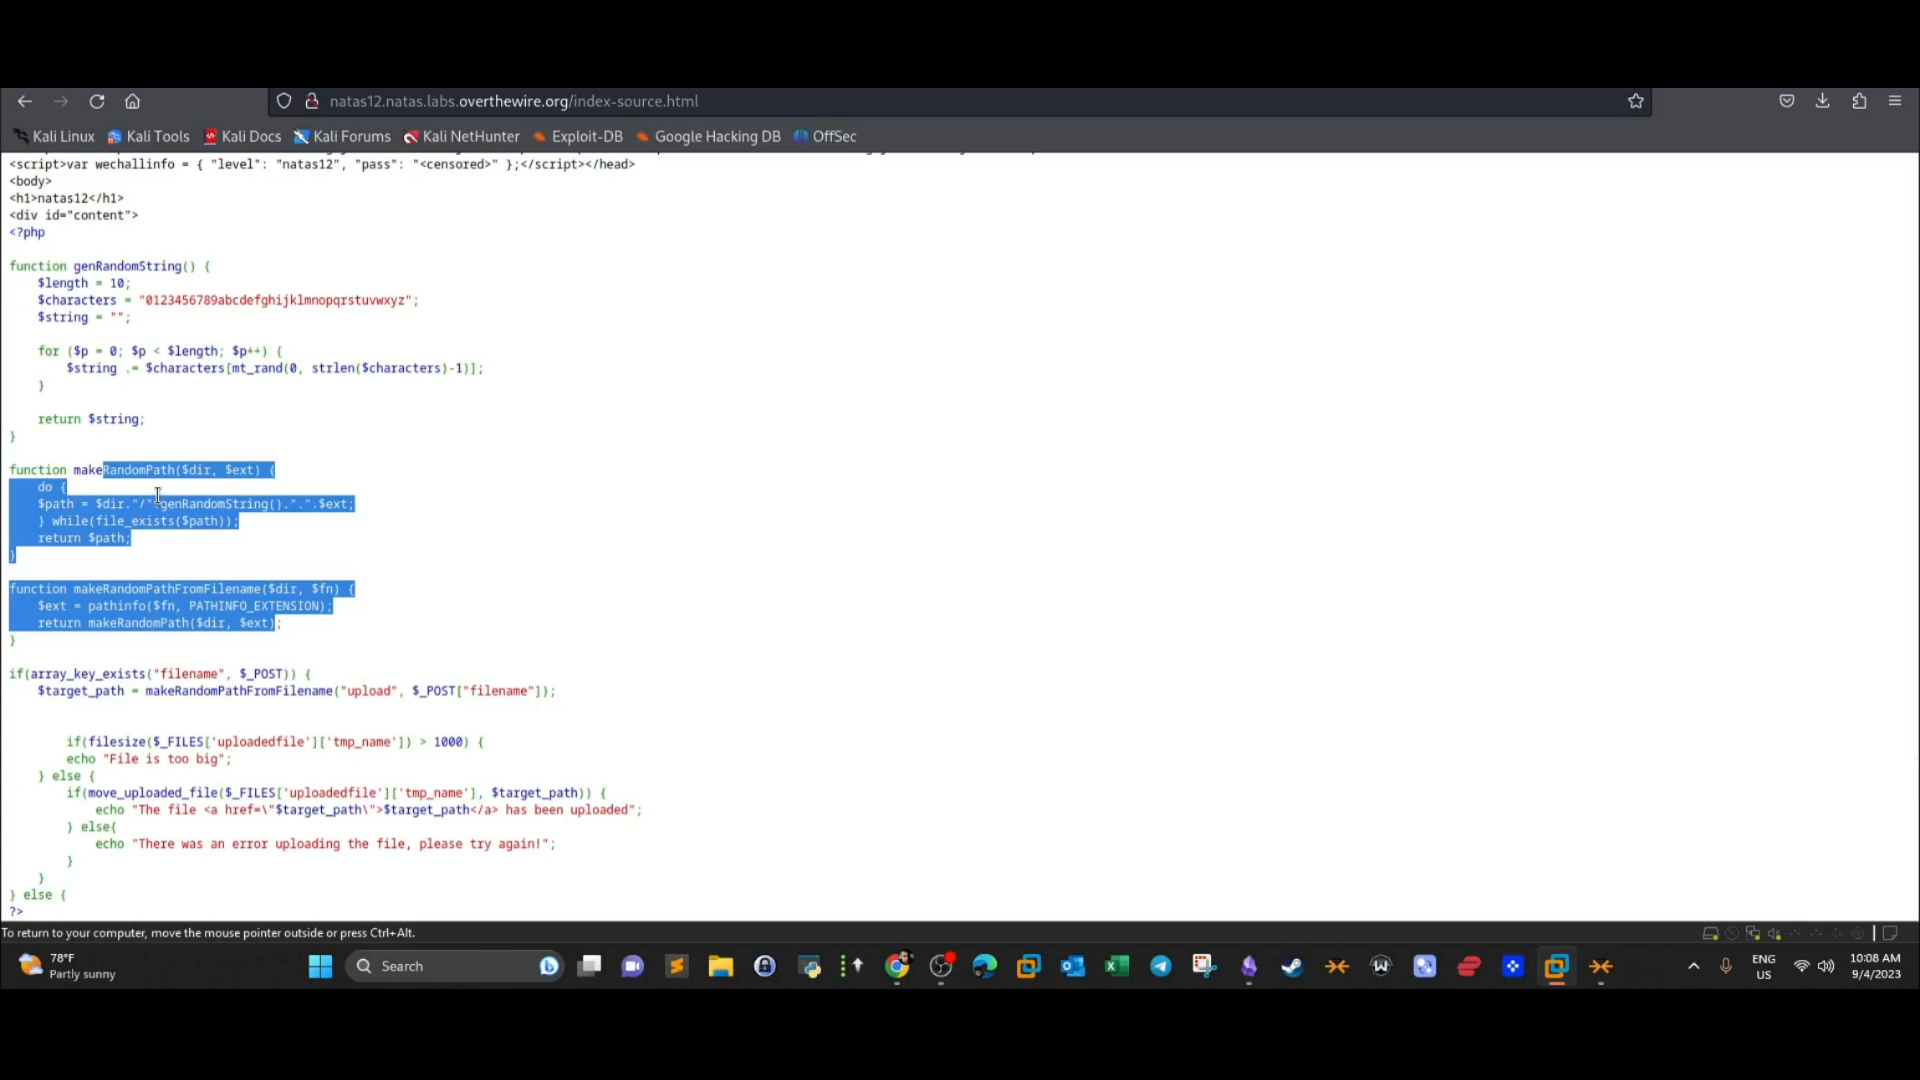 natas12.natas.labs.overthewire.org/index-source.html
Kali Linux Kali Tools Kali Docs Kali Forums Kali NetHunter Exploit-DB Google Hacking DB OffSec
<script>var wechallinfo = { "level": "natas12", "pass": "<censored>" };</script></head>
<body>
<h1>natas12</h1>
<div id="content">
<?php
function genRandomString() {
    $length = 10;
    $characters = "0123456789abcdefghijklmnopqrstuvwxyz";
    $string = "";
    for ($p = 0; $p < $length; $p++) {
        $string .= $characters[mt_rand(0, strlen($characters)-1)];
    }
    return $string;
}
function makeRandomPath($dir, $ext) {
    do {
    $path = $dir."/".genRandomString().".".$ext;
    } while(file_exists($path));
    return $path;
}
function makeRandomPathFromFilename($dir, $fn) {
    $ext = pathinfo($fn, PATHINFO_EXTENSION);
    return makeRandomPath($dir, $ext);
}
if(array_key_exists("filename", $_POST)) {
    $target_path = makeRandomPathFromFilename("upload", $_POST["filename"]);
        if(filesize($_FILES['uploadedfile']['tmp_name']) > 1000) {
        echo "File is too big";
    } else {
        if(move_uploaded_file($_FILES['uploadedfile']['tmp_name'], $target_path)) {
            echo "The file <a href=\"$target_path\">$target_path</a> has been uploaded";
        } else{
            echo "There was an error uploading the file, please try again!";
        }
    }
} else {
?>
To return to your computer, move the mouse pointer outside or press Ctrl+Alt.
78°F
Partly sunny
Search
ENG
US
10:08 AM
9/4/2023